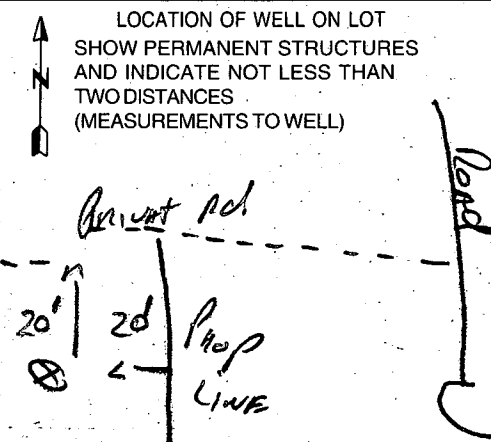 LOCATION OF WELL ON LOT
SHOW PERMANENT STRUCTURES
AND INDICATE NOT LESS THAN
TWO DISTANCES
(MEASUREMENTS TO WELL)
N
Road
Privat Rd
20' 20'
Prop
Line